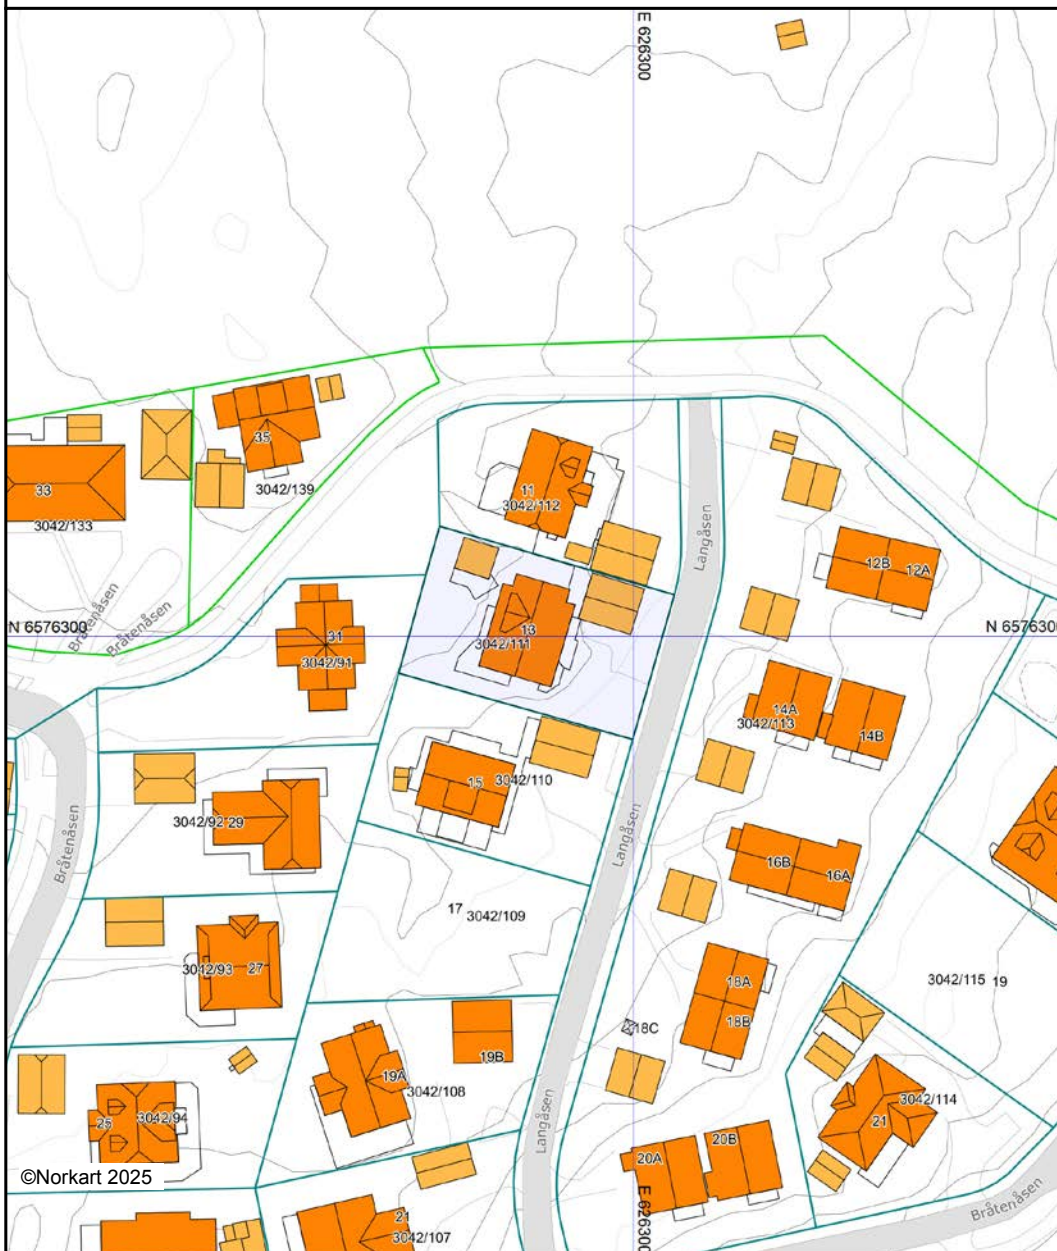 E 626300
35
3042/139
33
3042/133
11
3042/112
Langåsen
12B
12A
Bråtenåsen
Bråtenåsen
N 6576300
N 657630
31
3042/91
13
3042/111
14A
3042/113
14B
15
3042/110
3042/92 29
Langåsen
Bråtenåsen
16B
16A
17
3042/109
3042/93
27
18A
3042/115 19
18B
18C
19B
19A
3042/108
3042/114
21
25
3042/94
Langåsen
20B
20A
©Norkart 2025
E 626300
Bråtenåsen
21
3042/107